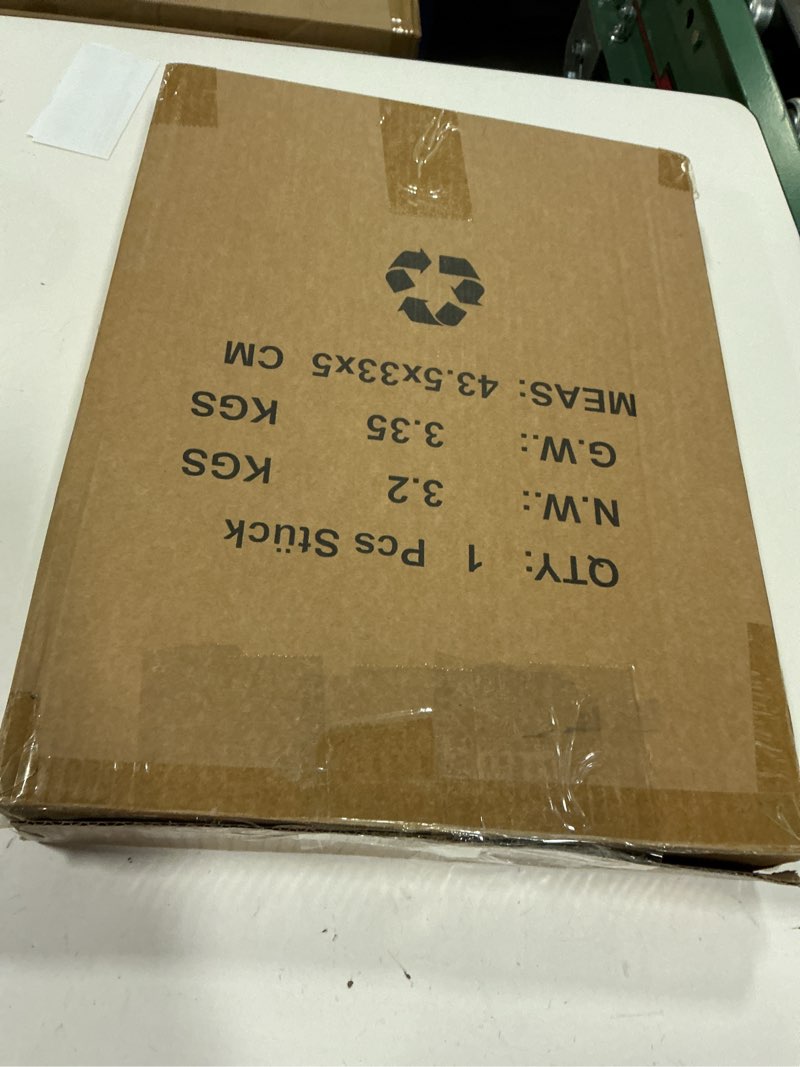 QTY: 1 Pcs Stück
N.W.: 3.2 KGS
G.W.: 3.35 KGS
MEAS: 43.5x33x5 CM